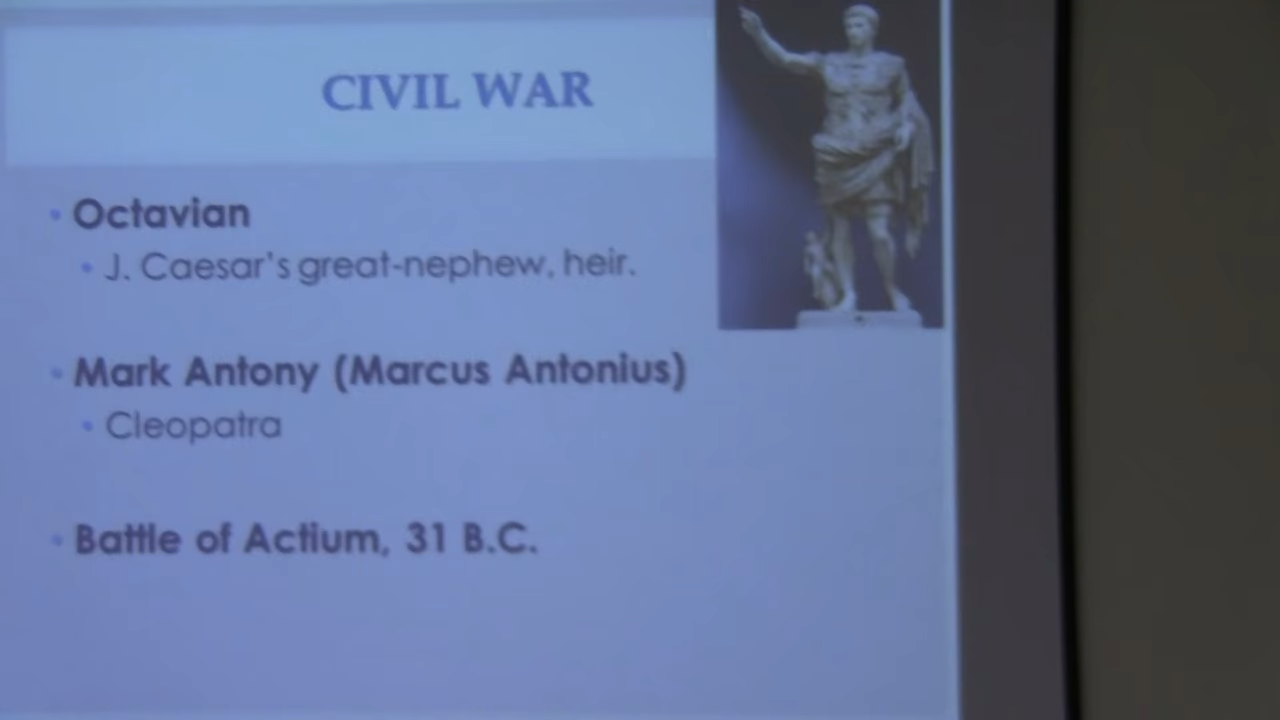 CIVIL WAR
• Octavian
• J. Caesar's great-nephew, heir.
• Mark Antony (Marcus Antonius)
• Cleopatra
• Battle of Actium, 31 B.C.